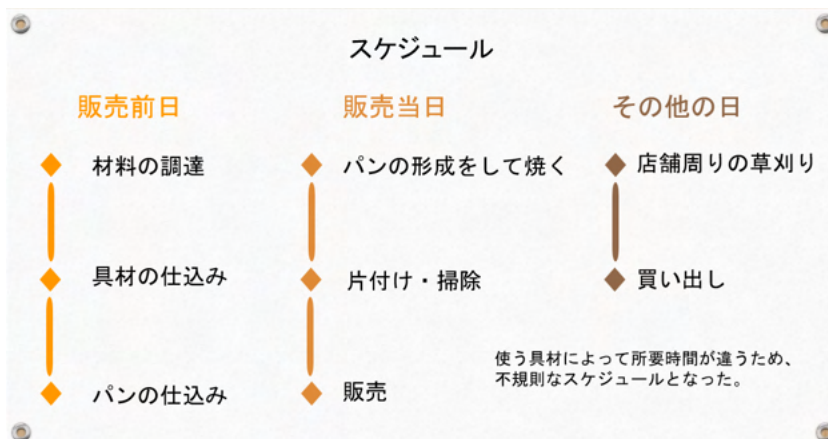 スケジュール
販売前日
材料の調達
具材の仕込み
パンの仕込み
販売当日
パンの形成をして焼く
片付け・掃除
販売
その他の日
店舗周りの草刈り
買い出し
使う具材によって所要時間が違うため、
不規則なスケジュールとなった。